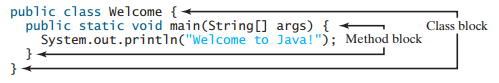 public class Welcome {
public static void main(String[] args) { Class block
System.out.println("Welcome to Java!"); Method block
}
}